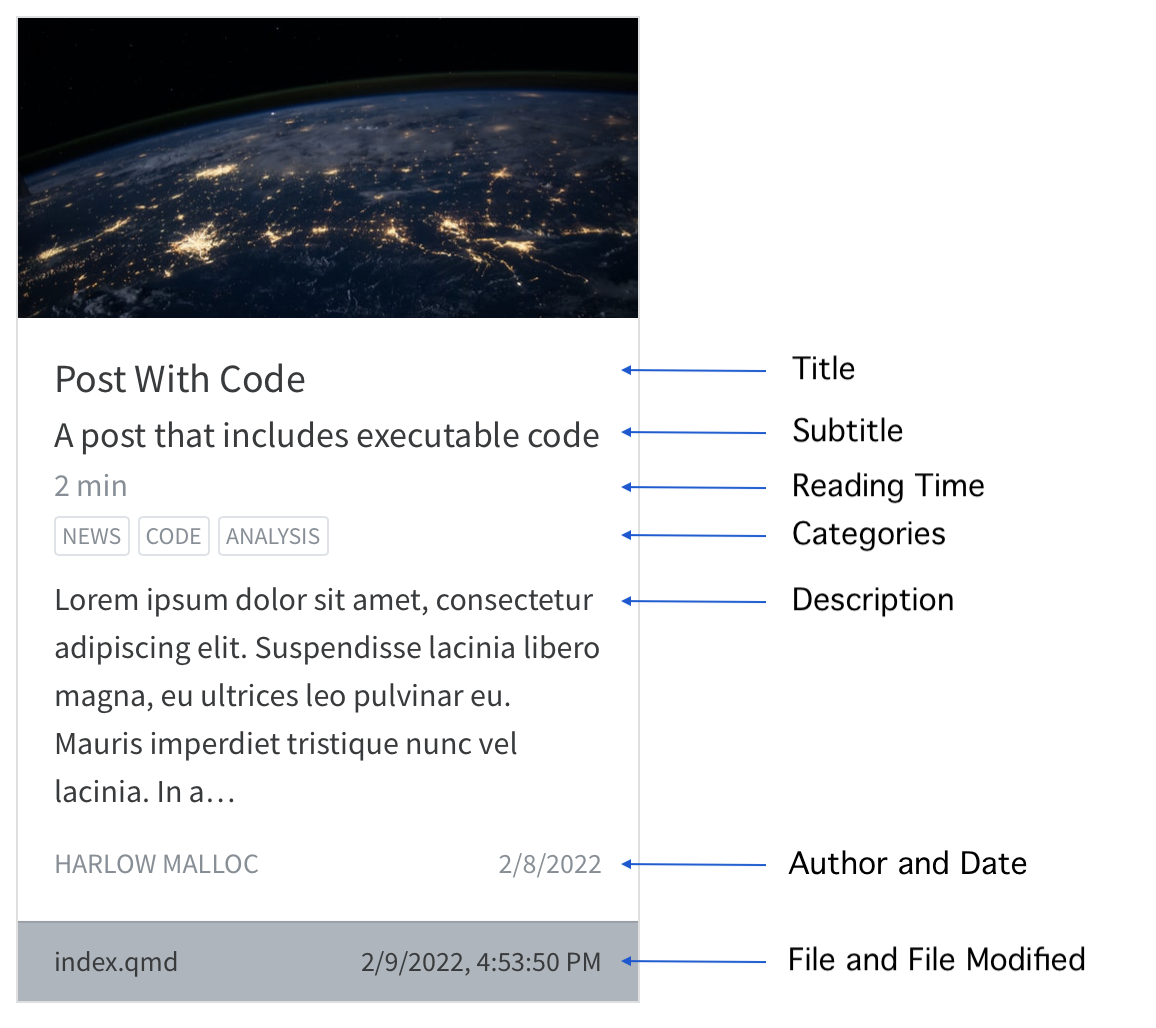 Post With Code
Title
A post that includes executable code
Subtitle
2 min
Reading Time
NEWS CODE ANALYSIS
Categories
Lorem ipsum dolor sit amet, consectetur
Description
adipiscing elit. Suspendisse lacinia libero
magna, eu ultrices leo pulvinar eu.
Mauris imperdiet tristique nunc vel
lacinia. In a…
HARLOW MALLOC 2/8/2022
Author and Date
index.qmd 2/9/2022, 4:53:50 PM
File and File Modified